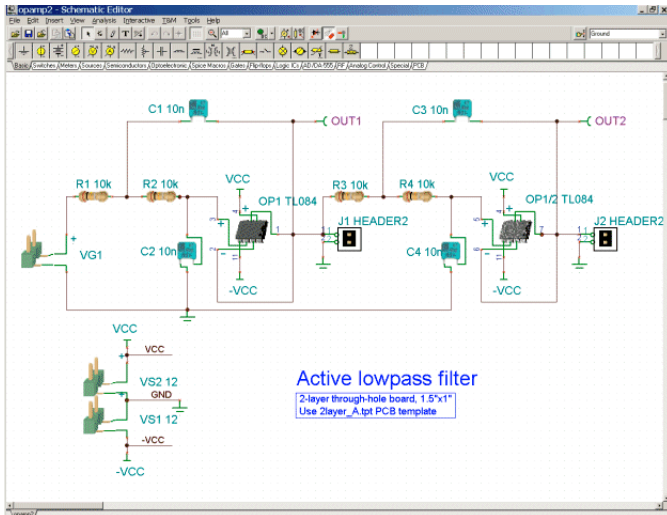 opamp2 - Schematic Editor
File Edit Insert View Analysis Interactive T&M Tools Help
All
Ground
Basic Switches Meters Sources Semiconductors Optoelectronic Spice Macros Gates Flip-flops Logic ICs AD/DA-555 RF Analog Control Special PCB
C1 10n
OUT1
C3 10n
OUT2
R1 10k
R2 10k
VCC
OP1 TL084
R3 10k
R4 10k
VCC
OP1/2 TL084
J1 HEADER2
J2 HEADER2
VG1
C2 10n
C4 10n
-VCC
-VCC
VCC
VCC
VS2 12
GND
VS1 12
-VCC
-VCC
Active lowpass filter
2-layer through-hole board, 1.5"x1"
Use 2layer_A.tpt PCB template
opamp2